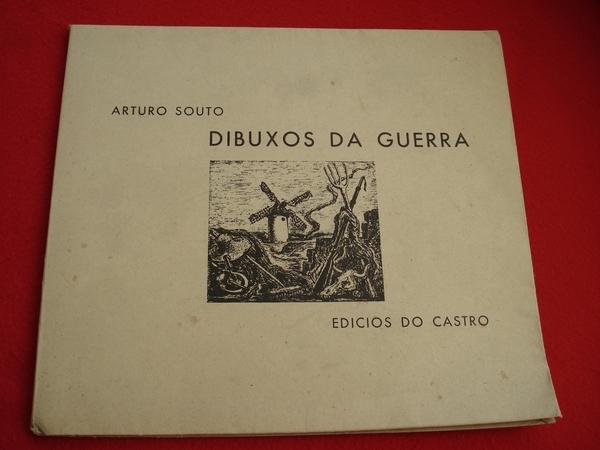 ARTURO SOUTO
DIBUXOS DA GUERRA
EDICIOS DO CASTRO